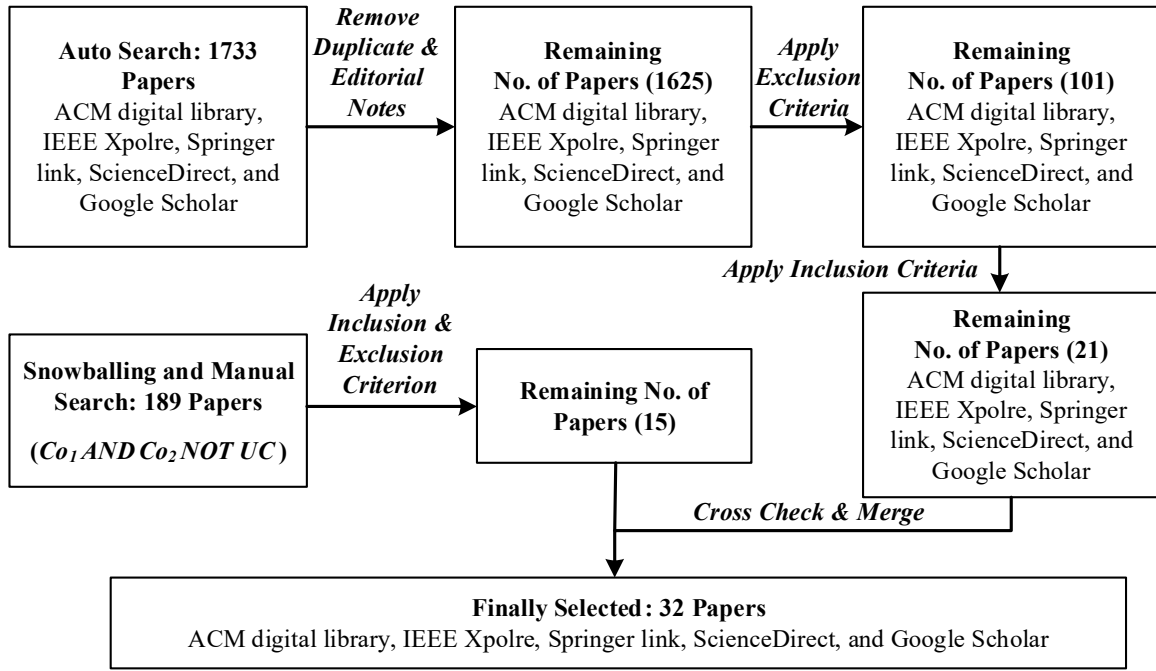 Auto Search: 1733
Papers
ACM digital library,
IEEE Xpolre, Springer
link, ScienceDirect, and
Google Scholar
Remove
Duplicate &
Editorial
Notes
Remaining
No. of Papers (1625)
ACM digital library,
IEEE Xpolre, Springer
link, ScienceDirect, and
Google Scholar
Apply
Exclusion
Criteria
Remaining
No. of Papers (101)
ACM digital library,
IEEE Xpolre, Springer
link, ScienceDirect, and
Google Scholar
Apply Inclusion Criteria
Remaining
No. of Papers (21)
ACM digital library,
IEEE Xpolre, Springer
link, ScienceDirect, and
Google Scholar
Snowballing and Manual
Search: 189 Papers
(Co1 AND Co2 NOT UC)
Apply
Inclusion &
Exclusion
Criterion
Remaining No. of
Papers (15)
Cross Check & Merge
Finally Selected: 32 Papers
ACM digital library, IEEE Xpolre, Springer link, ScienceDirect, and Google Scholar